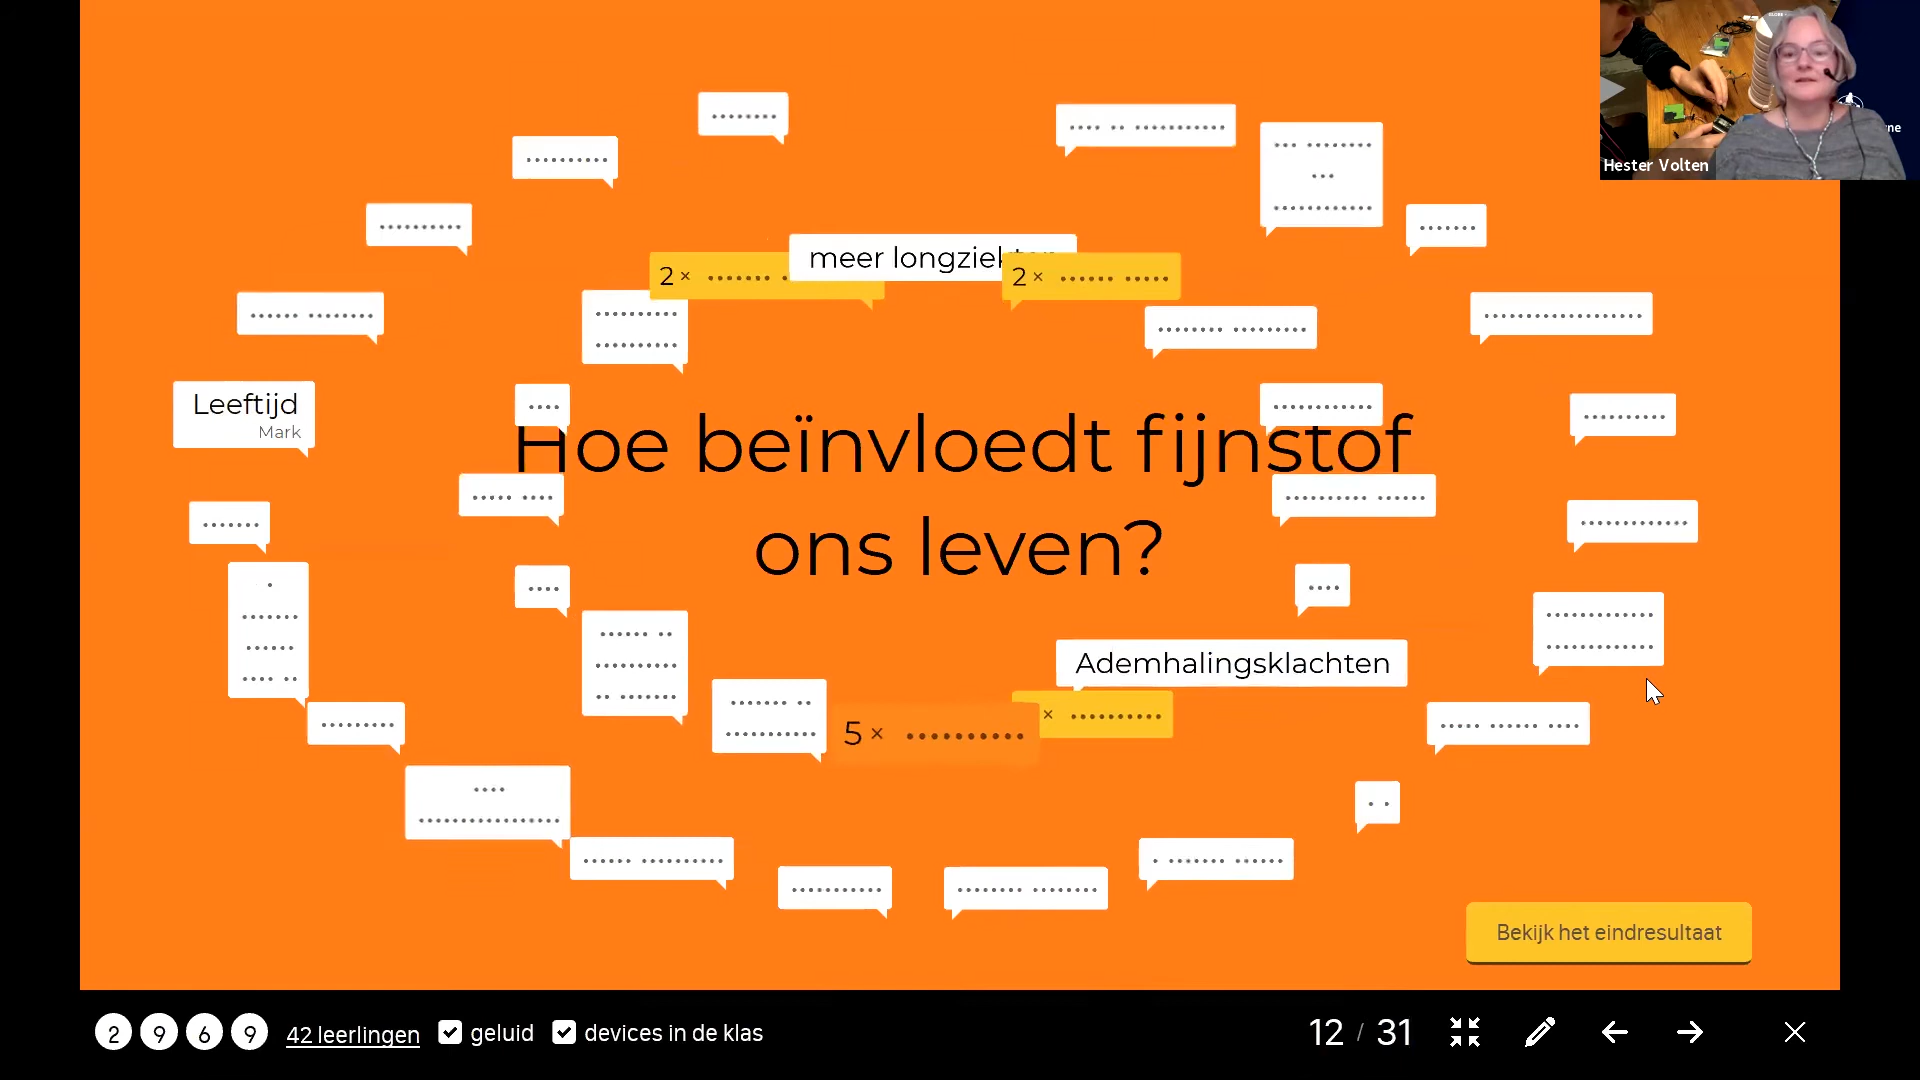 Hester Volten
meer longziekten
2 ×
2 ×
Leeftijd
Mark
Hoe beïnvloedt fijnstof
ons leven?
Ademhalingsklachten
5 ×
×
Bekijk het eindresultaat
2 9 6 9 42 leerlingen geluid devices in de klas 12 / 31